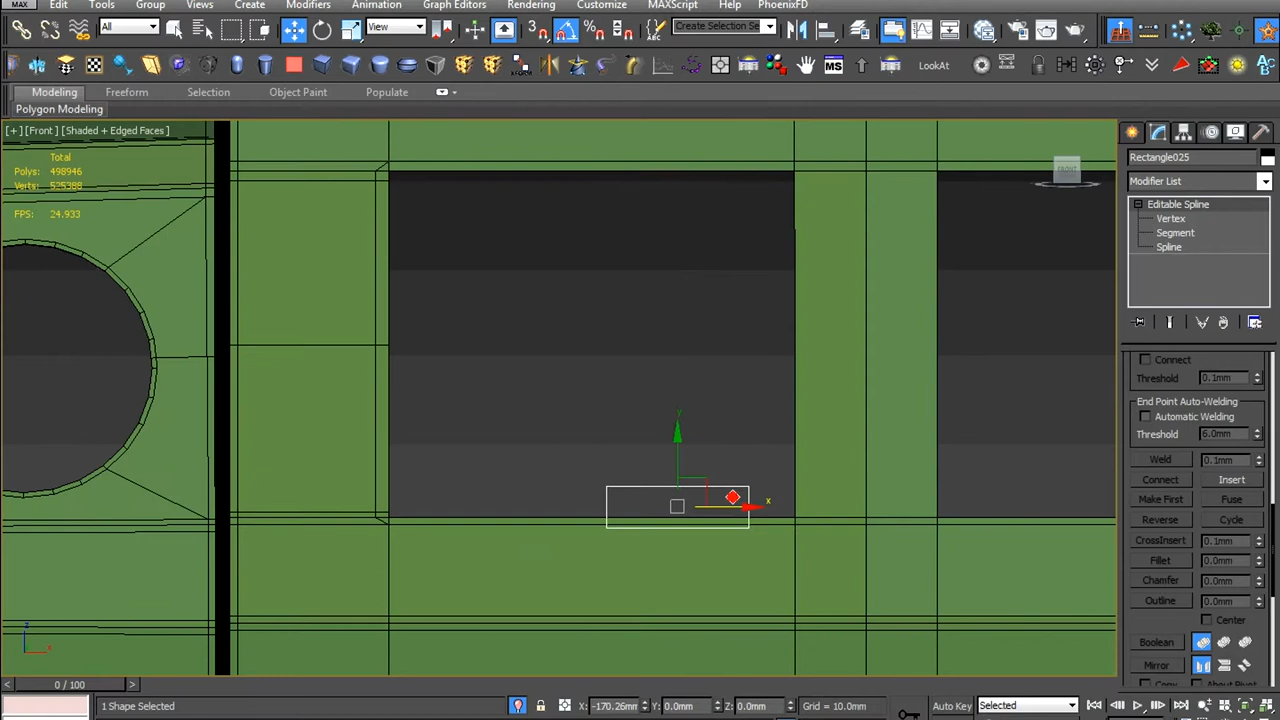 MAX Edit Tools Group Views Create Modifiers Animation Graph Editors Rendering Customize MAXScript Help PhoenixFD
All View Create Selection Se
MS LookAt
Modeling Freeform Selection Object Paint Populate
Polygon Modeling
[+] [Front] [Shaded + Edged Faces]
Total
Polys: 498946
Verts: 525388
FPS: 24.933
FRONT
y
x
z
x
Rectangle025
Modifier List
Editable Spline
Vertex
Segment
Spline
Connect
Threshold 0.1mm
End Point Auto-Welding
Automatic Welding
Threshold 6.0mm
Weld 0.1mm
Connect Insert
Make First Fuse
Reverse Cycle
CrossInsert 0.1mm
Fillet 0.0mm
Chamfer 0.0mm
Outline 0.0mm
Center
Boolean
Mirror
Copy About Pivot
< 0 / 100 >
1 Shape Selected X: -170.26mm Y: 0.0mm Z: 0.0mm Grid = 10.0mm Auto Key Selected